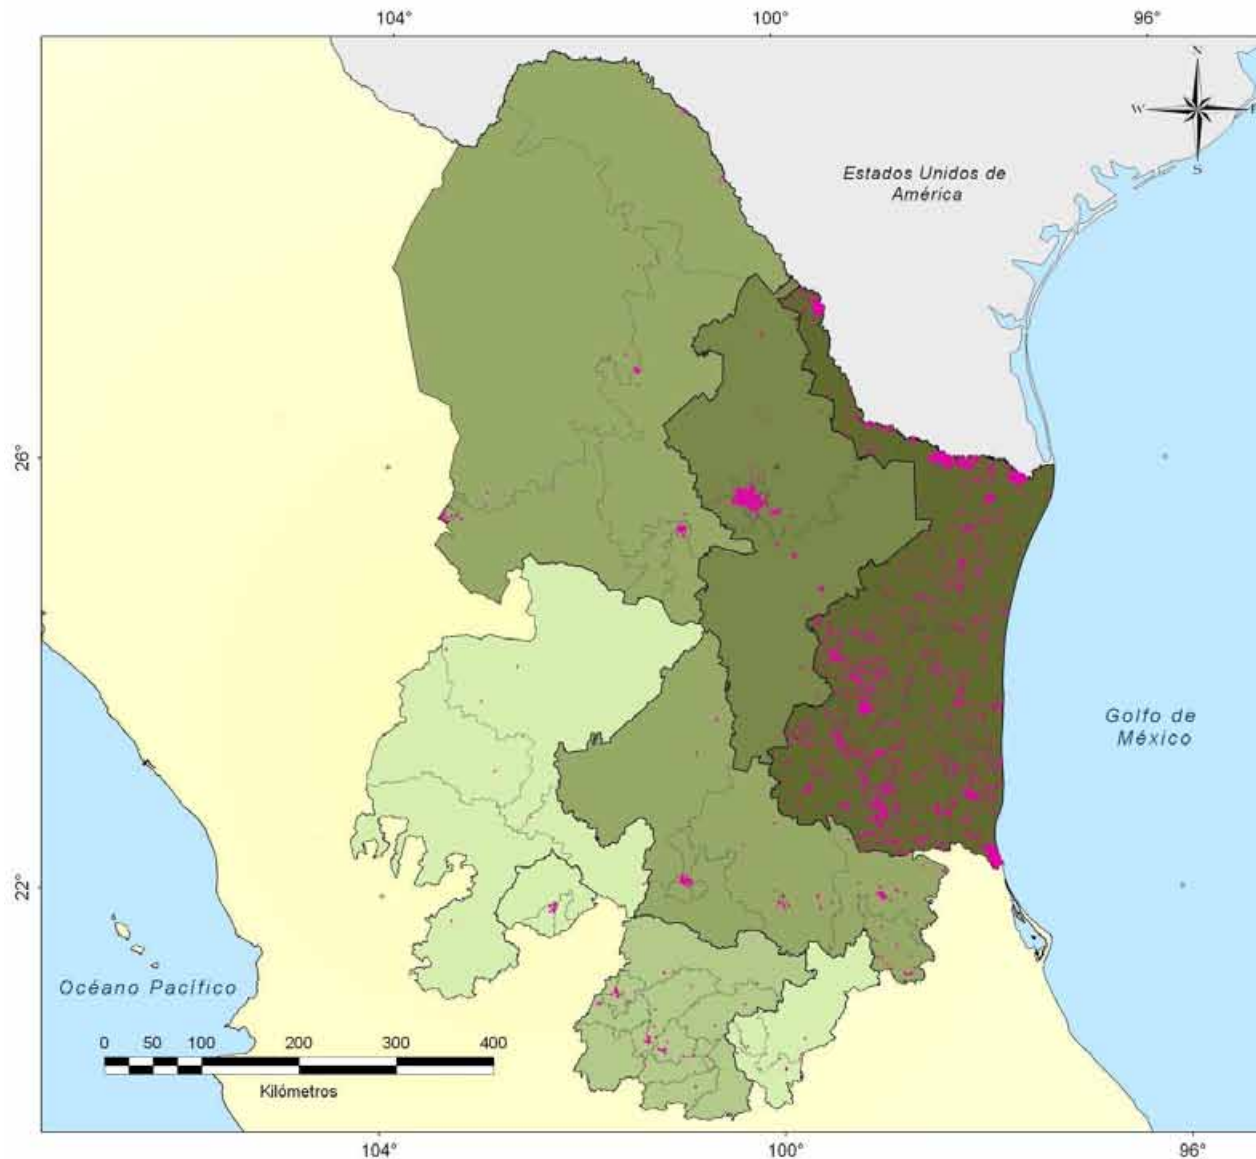 104°
100°
96°
N
W
E
S
Estados Unidos de
América
26°
Golfo de
México
22°
Océano Pacífico
0 50 100 200 300 400
Kilómetros
104°
100°
96°